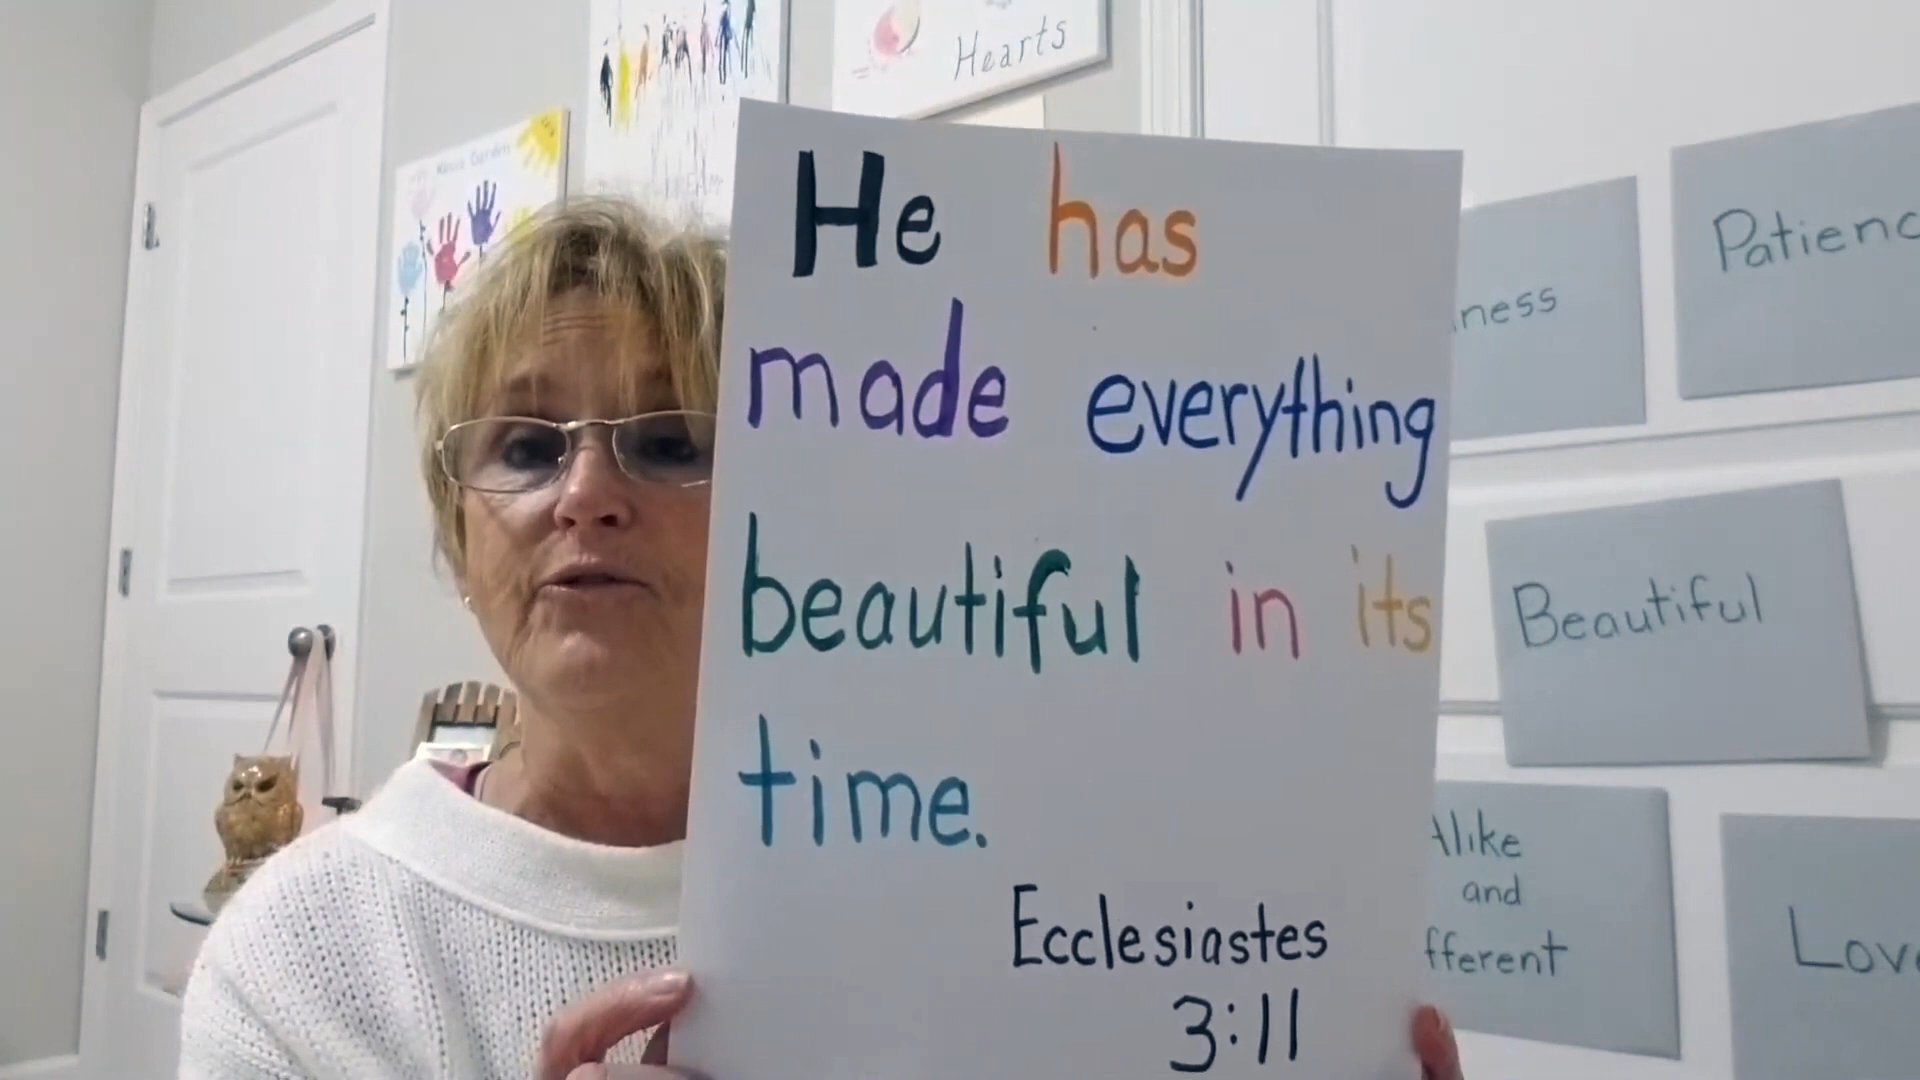 Hearts
Garden
He has
made everything
beautiful in its
time.
Ecclesiastes
3:11
ness
Patienc
Beautiful
Alike
and
fferent
Lov